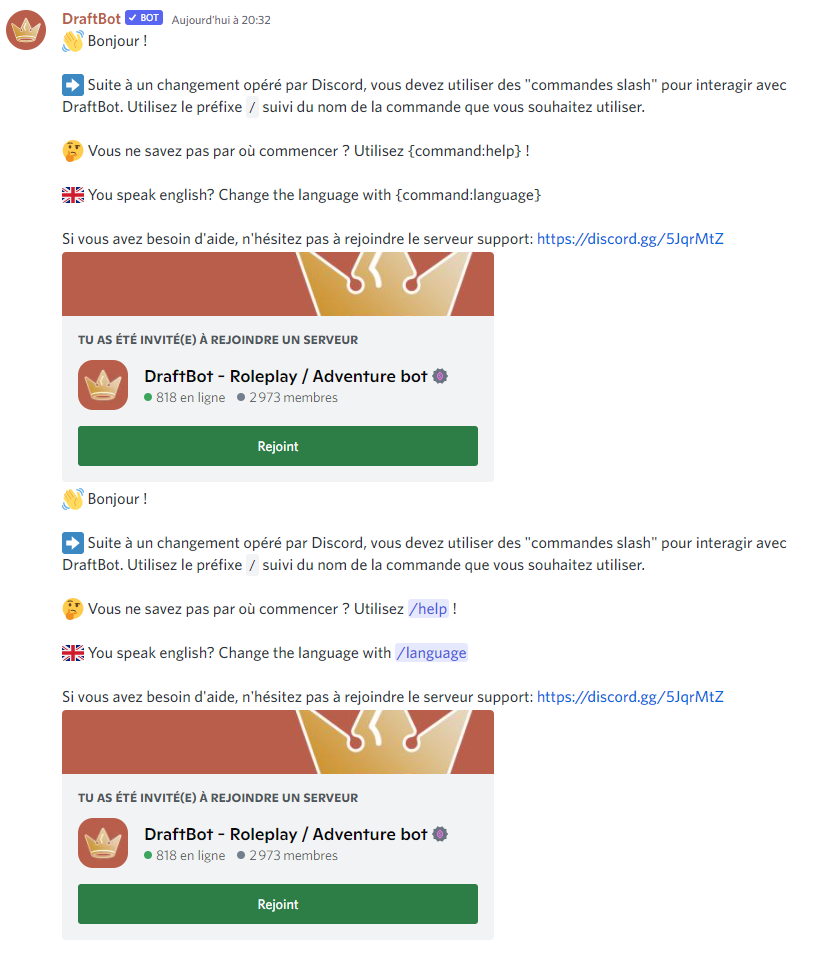 DraftBot ✓ BOT Aujourd'hui à 20:32
👋 Bonjour !
➡️ Suite à un changement opéré par Discord, vous devez utiliser des "commandes slash" pour interagir avec
DraftBot. Utilisez le préfixe / suivi du nom de la commande que vous souhaitez utiliser.
🤔 Vous ne savez pas par où commencer ? Utilisez {command:help} !
🇬🇧 You speak english? Change the language with {command:language}
Si vous avez besoin d'aide, n'hésitez pas à rejoindre le serveur support: https://discord.gg/5JqrMtZ
TU AS ÉTÉ INVITÉ(E) À REJOINDRE UN SERVEUR
DraftBot - Roleplay / Adventure bot
818 en ligne 2 973 membres
Rejoint
👋 Bonjour !
➡️ Suite à un changement opéré par Discord, vous devez utiliser des "commandes slash" pour interagir avec
DraftBot. Utilisez le préfixe / suivi du nom de la commande que vous souhaitez utiliser.
🤔 Vous ne savez pas par où commencer ? Utilisez /help !
🇬🇧 You speak english? Change the language with /language
Si vous avez besoin d'aide, n'hésitez pas à rejoindre le serveur support: https://discord.gg/5JqrMtZ
TU AS ÉTÉ INVITÉ(E) À REJOINDRE UN SERVEUR
DraftBot - Roleplay / Adventure bot
818 en ligne 2 973 membres
Rejoint